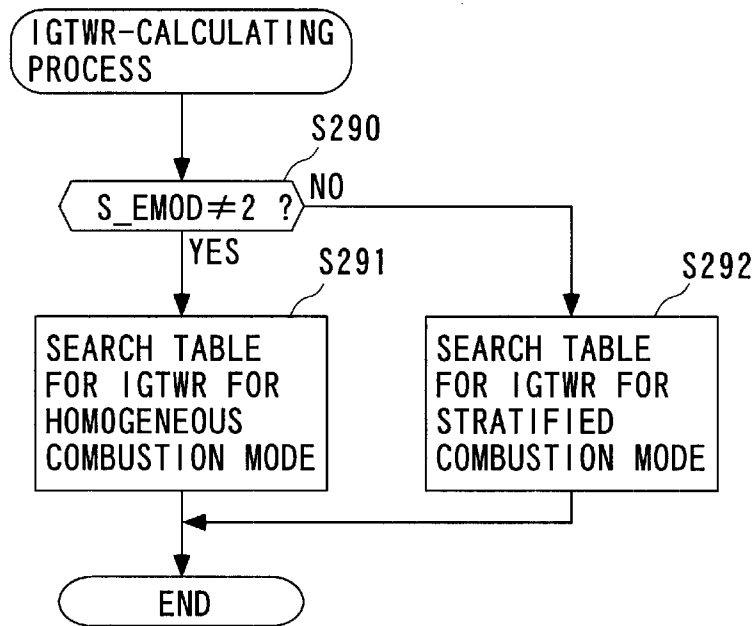 IGTWR-CALCULATING
PROCESS
S290
S_EMOD≠2 ?
NO
YES
S291
SEARCH TABLE
FOR IGTWR FOR
HOMOGENEOUS
COMBUSTION MODE
S292
SEARCH TABLE
FOR IGTWR FOR
STRATIFIED
COMBUSTION MODE
END